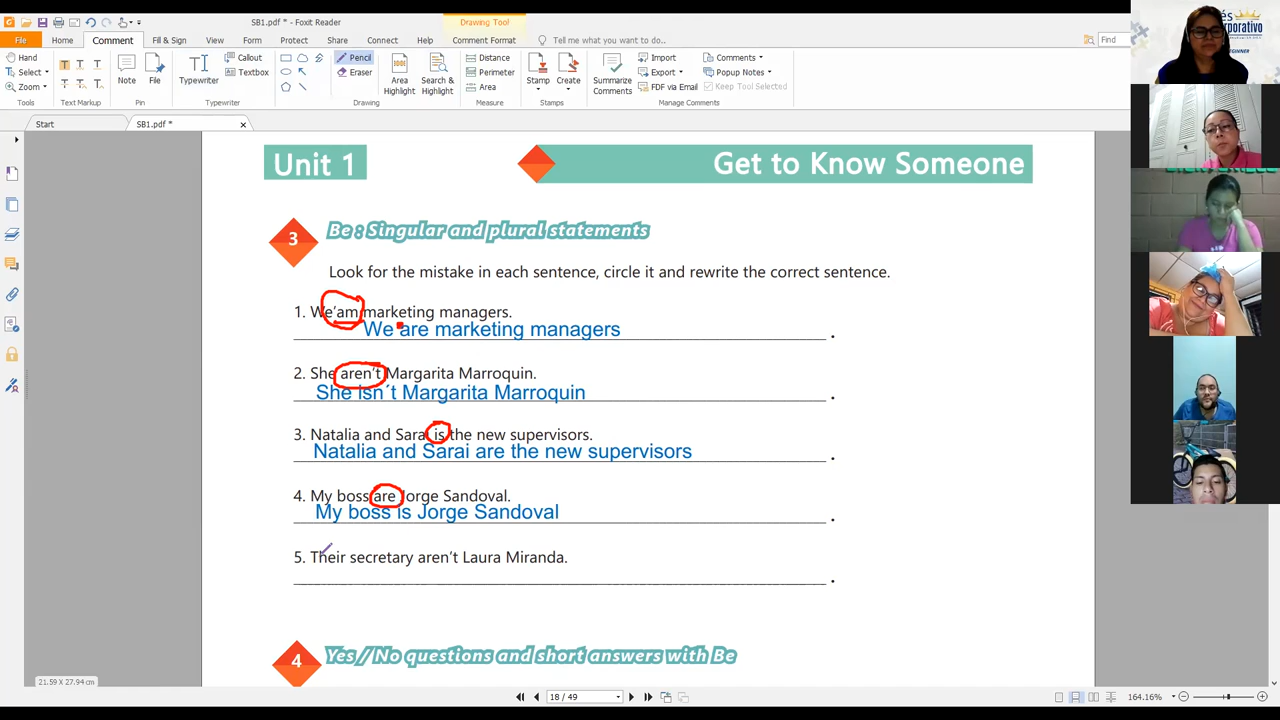 SB1.pdf * - Foxit Reader
Drawing Tool
File Home Comment Fill & Sign View Form Protect Share Connect Help Comment Format Tell me what you want to do... Find
Hand
Select
Zoom
Tools
T T T
T T T
Text Markup
Note
File
Pin
Typewriter
Callout
Textbox
Typewriter
Pencil
Eraser
Drawing
Area Highlight
Search & Highlight
Distance
Perimeter
Area
Measure
Stamp
Create
Stamps
Summarize Comments
Import
Export
FDF via Email
Comments
Popup Notes
Keep Tool Selected
Manage Comments
Start SB1.pdf *
Unit 1
Get to Know Someone
3 Be : Singular and plural statements
Look for the mistake in each sentence, circle it and rewrite the correct sentence.
1. We'am marketing managers.
We are marketing managers .
2. She aren't Margarita Marroquin.
She isn´t Margarita Marroquin .
3. Natalia and Sarai is the new supervisors.
Natalia and Sarai are the new supervisors .
4. My boss are Jorge Sandoval.
My boss is Jorge Sandoval .
5. Their secretary aren't Laura Miranda.
.
4 Yes / No questions and short answers with Be
21.59 x 27.94 cm
18 / 49
164.16%